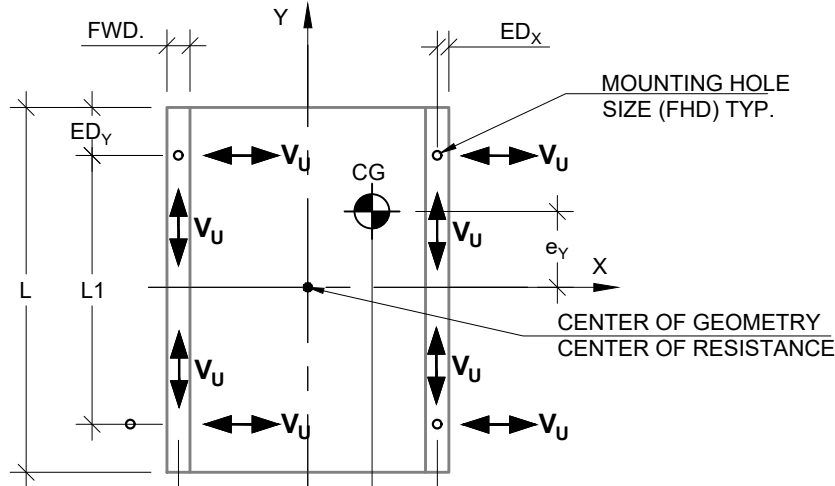 Y
FWD.
ED_X
MOUNTING HOLE
SIZE (FHD) TYP.
ED_Y
V_U
V_U
CG
V_U
V_U
e_Y
X
L
L1
CENTER OF GEOMETRY
CENTER OF RESISTANCE
V_U
V_U
V_U
V_U